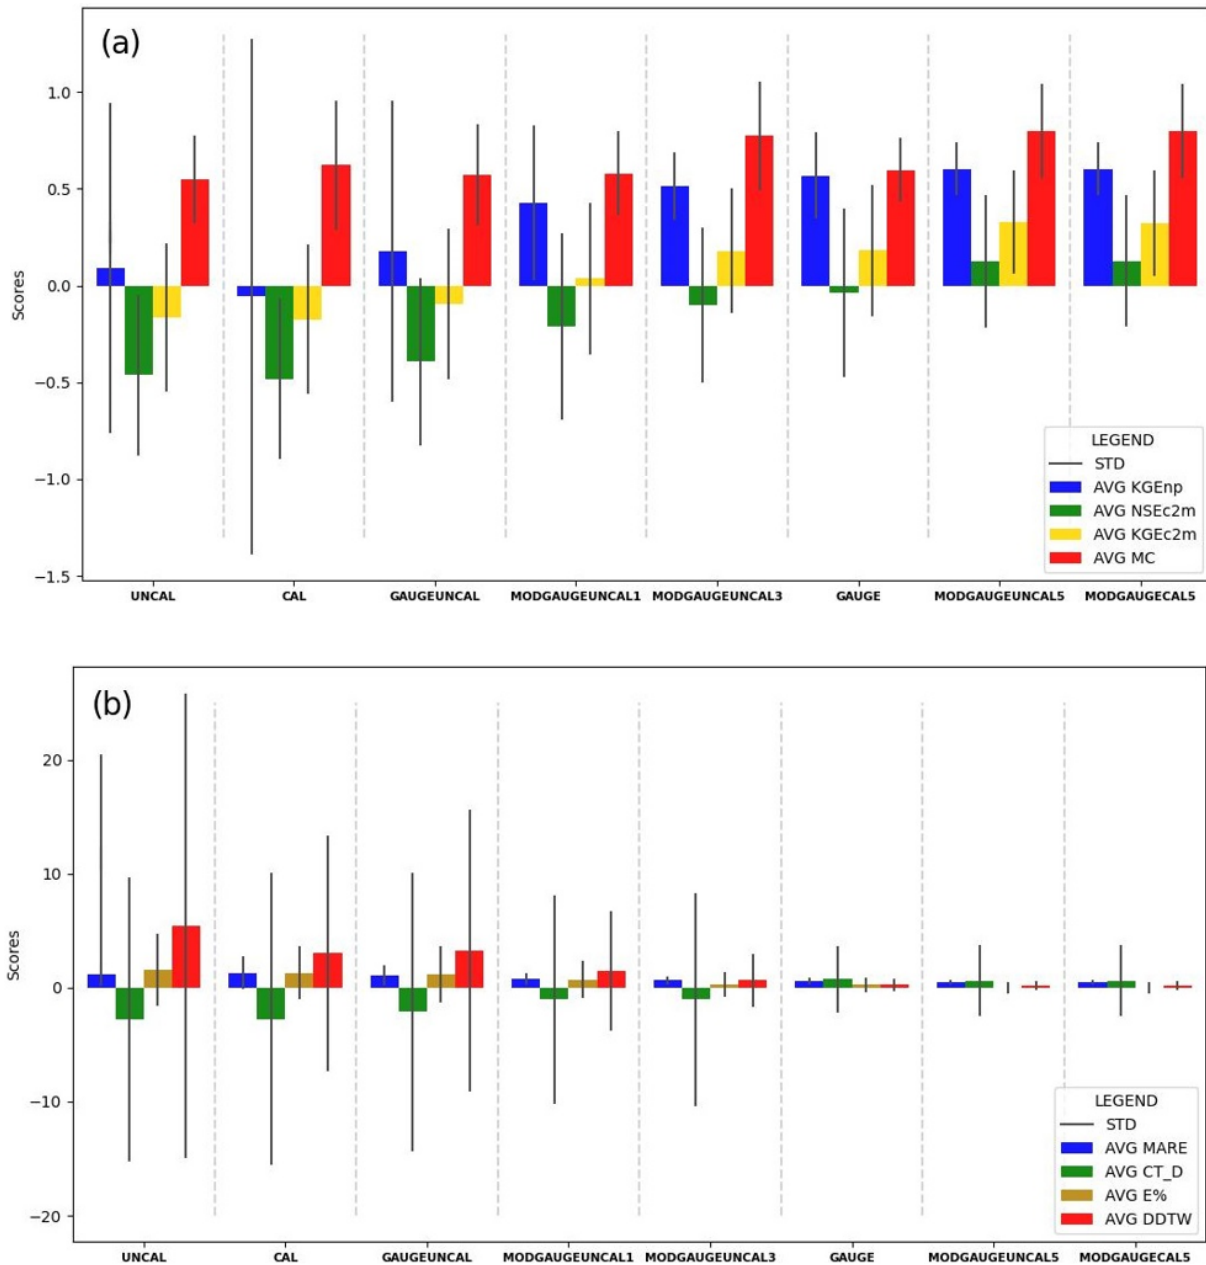 (a)
1.0
0.5
0.0
−0.5
−1.0
−1.5
Scores
LEGEND
STD
AVG KGEnp
AVG NSEc2m
AVG KGEc2m
AVG MC
UNCAL CAL GAUGEUNCAL MODGAUGEUNCAL1 MODGAUGEUNCAL3 GAUGE MODGAUGEUNCAL5 MODGAUGECAL5
(b)
20
10
0
−10
−20
Scores
LEGEND
STD
AVG MARE
AVG CT_D
AVG E%
AVG DDTW
UNCAL CAL GAUGEUNCAL MODGAUGEUNCAL1 MODGAUGEUNCAL3 GAUGE MODGAUGEUNCAL5 MODGAUGECAL5